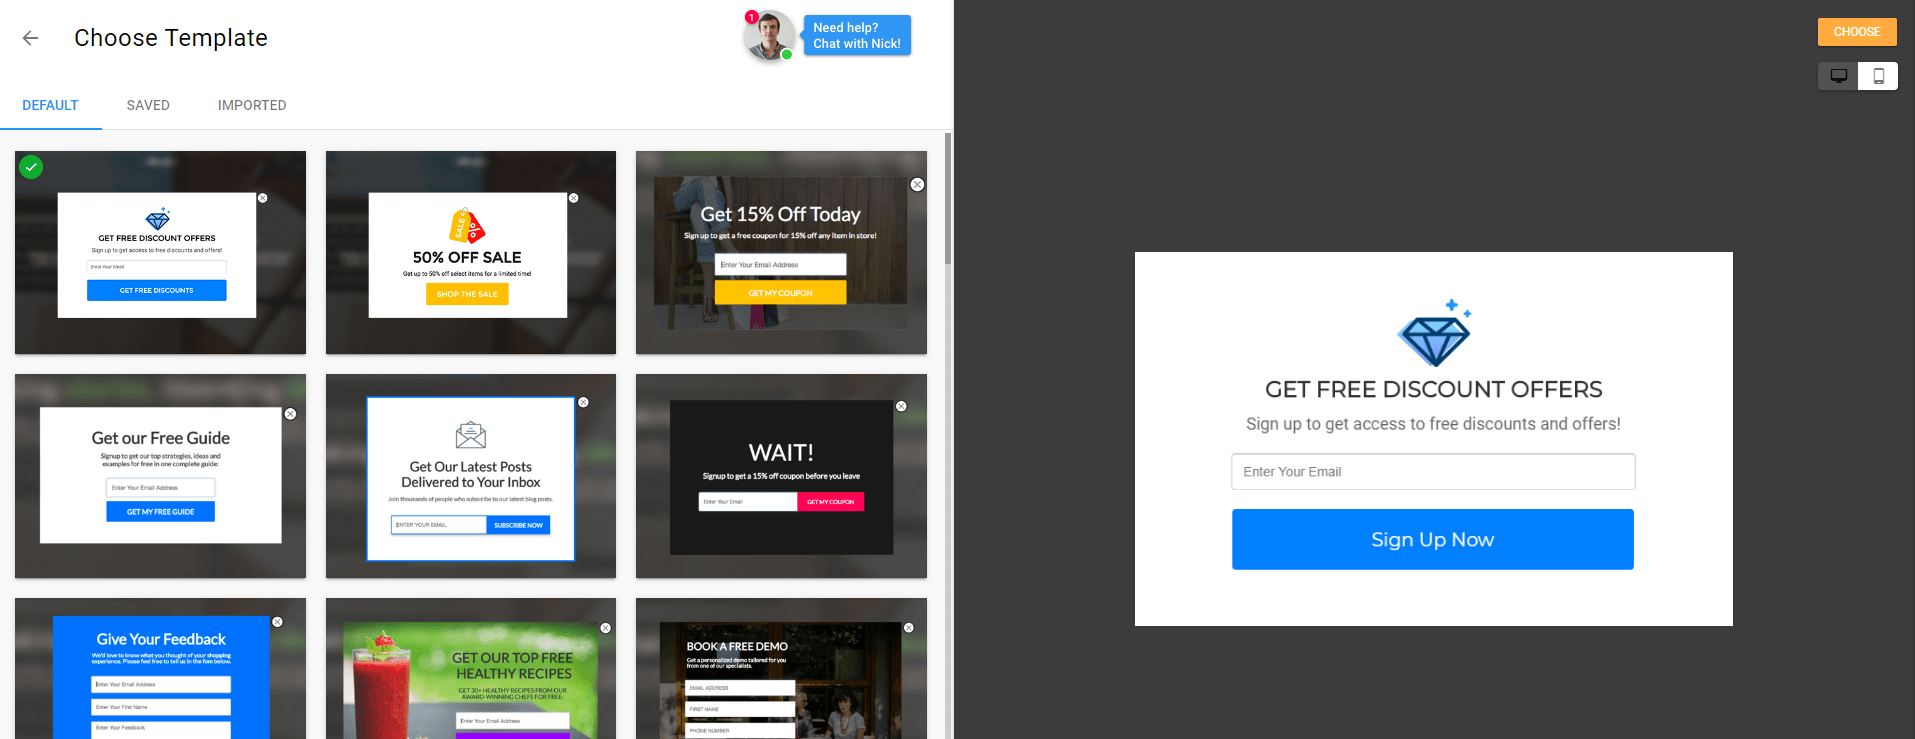 Choose Template
1
Need help?
Chat with Nick!
DEFAULT
SAVED
IMPORTED
GET FREE DISCOUNT OFFERS
Sign up to get access to free discounts and offers!
Enter Your Email
GET FREE DISCOUNTS
SALE
%
50% OFF SALE
Get up to 50% off select items for a limited time!
SHOP THE SALE
Get 15% Off Today
Sign up to get a free coupon for 15% off any item in store!
Enter Your Email Address
GET MY COUPON
Get our Free Guide
Signup to get our top strategies, ideas and
examples for free in one complete guide:
Enter Your Email Address
GET MY FREE GUIDE
Get Our Latest Posts
Delivered to Your Inbox
Join thousands of people who subscribe to our latest blog posts.
ENTER YOUR EMAIL
SUBSCRIBE NOW
WAIT!
Signup to get a 15% off coupon before you leave
Enter Your Email
GET MY COUPON
Give Your Feedback
We'd love to know what you thought of your shopping
experience. Please feel free to tell us in the form below.
Enter Your Email Address
Enter Your First Name
Enter Your Feedback
GET OUR TOP FREE
HEALTHY RECIPES
GET 30+ HEALTHY RECIPES FROM OUR
AWARD-WINNING CHEFS FOR FREE:
Enter Your Email Address
BOOK A FREE DEMO
Get a personalized demo tailored for you
from one of our specialists.
EMAIL ADDRESS
FIRST NAME
PHONE NUMBER
CHOOSE
GET FREE DISCOUNT OFFERS
Sign up to get access to free discounts and offers!
Enter Your Email
Sign Up Now